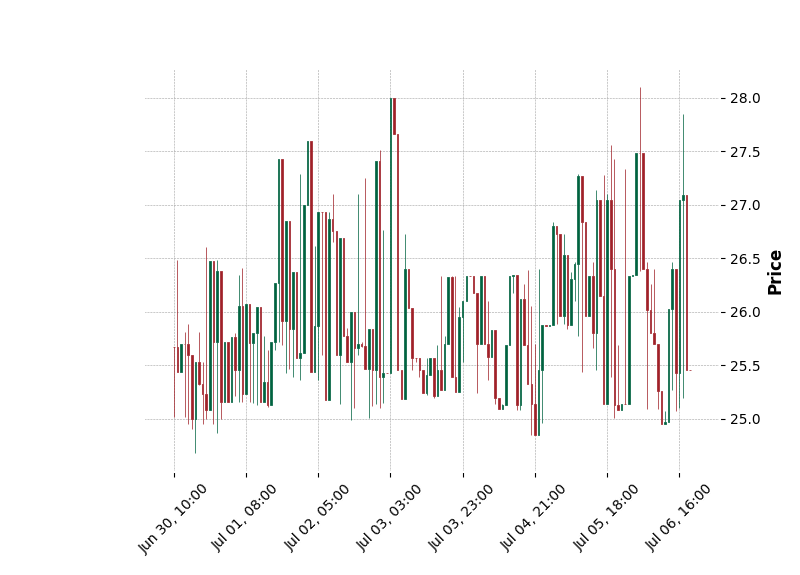 28.0
27.5
27.0
26.5
26.0
25.5
25.0
Price
Jun 30, 10:00
Jul 01, 08:00
Jul 02, 05:00
Jul 03, 03:00
Jul 03, 23:00
Jul 04, 21:00
Jul 05, 18:00
Jul 06, 16:00